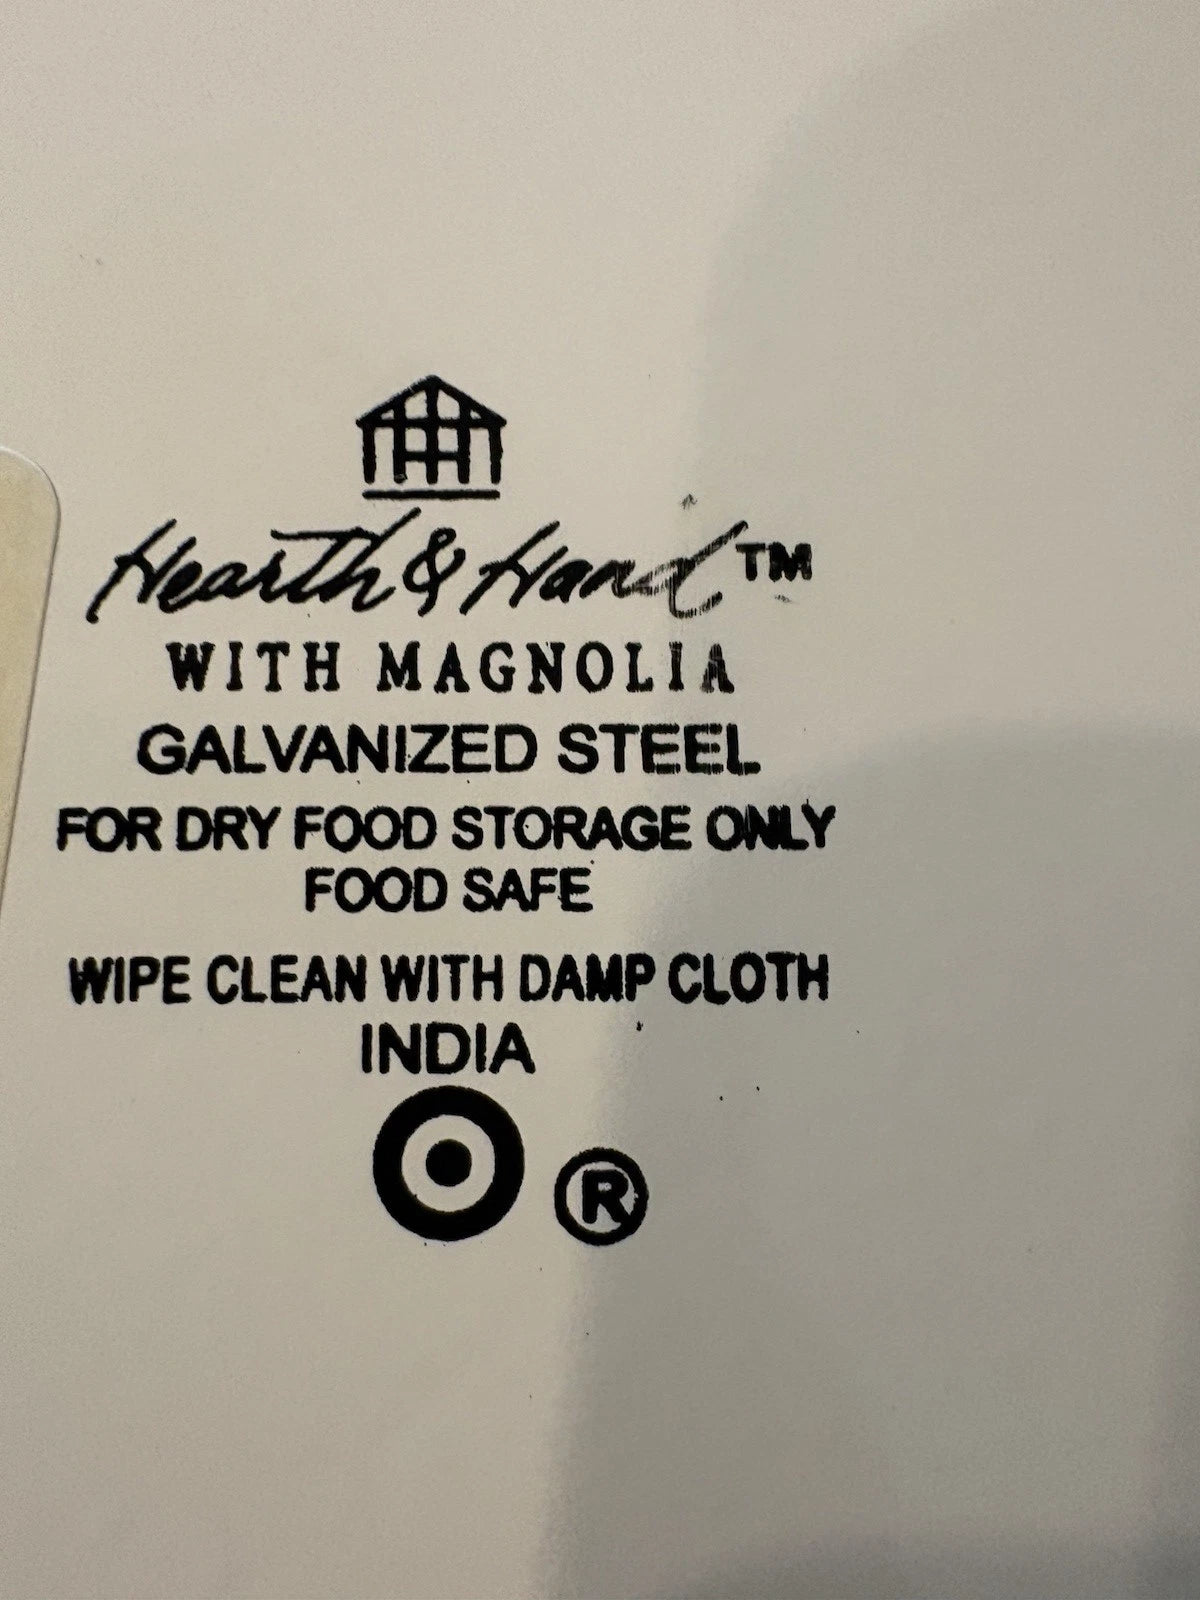 Hearth & Hand™
WITH MAGNOLIA
GALVANIZED STEEL
FOR DRY FOOD STORAGE ONLY
FOOD SAFE
WIPE CLEAN WITH DAMP CLOTH
INDIA
®